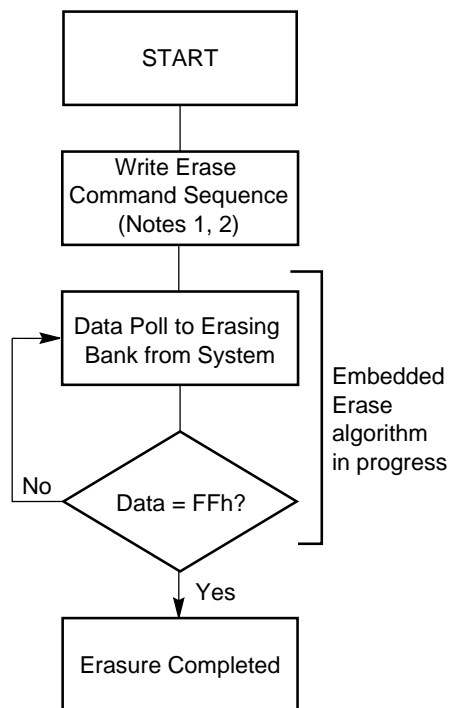 START
Write Erase
Command Sequence
(Notes 1, 2)
Data Poll to Erasing
Bank from System
Embedded
Erase
algorithm
in progress
No
Data = FFh?
Yes
Erasure Completed